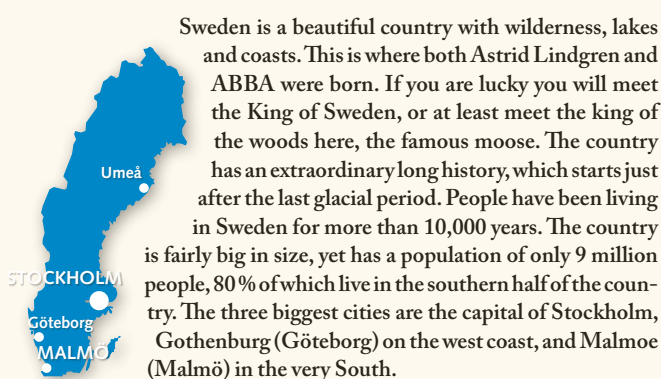 Sweden is a beautiful country with wilderness, lakes
and coasts. This is where both Astrid Lindgren and
ABBA were born. If you are lucky you will meet
the King of Sweden, or at least meet the king of
the woods here, the famous moose. The country
has an extraordinary long history, which starts just
after the last glacial period. People have been living
in Sweden for more than 10,000 years. The country
is fairly big in size, yet has a population of only 9 million
people, 80% of which live in the southern half of the coun-
try. The three biggest cities are the capital of Stockholm,
Gothenburg (Göteborg) on the west coast, and Malmoe
(Malmö) in the very South.
Umeå
STOCKHOLM
Göteborg
MALMÖ